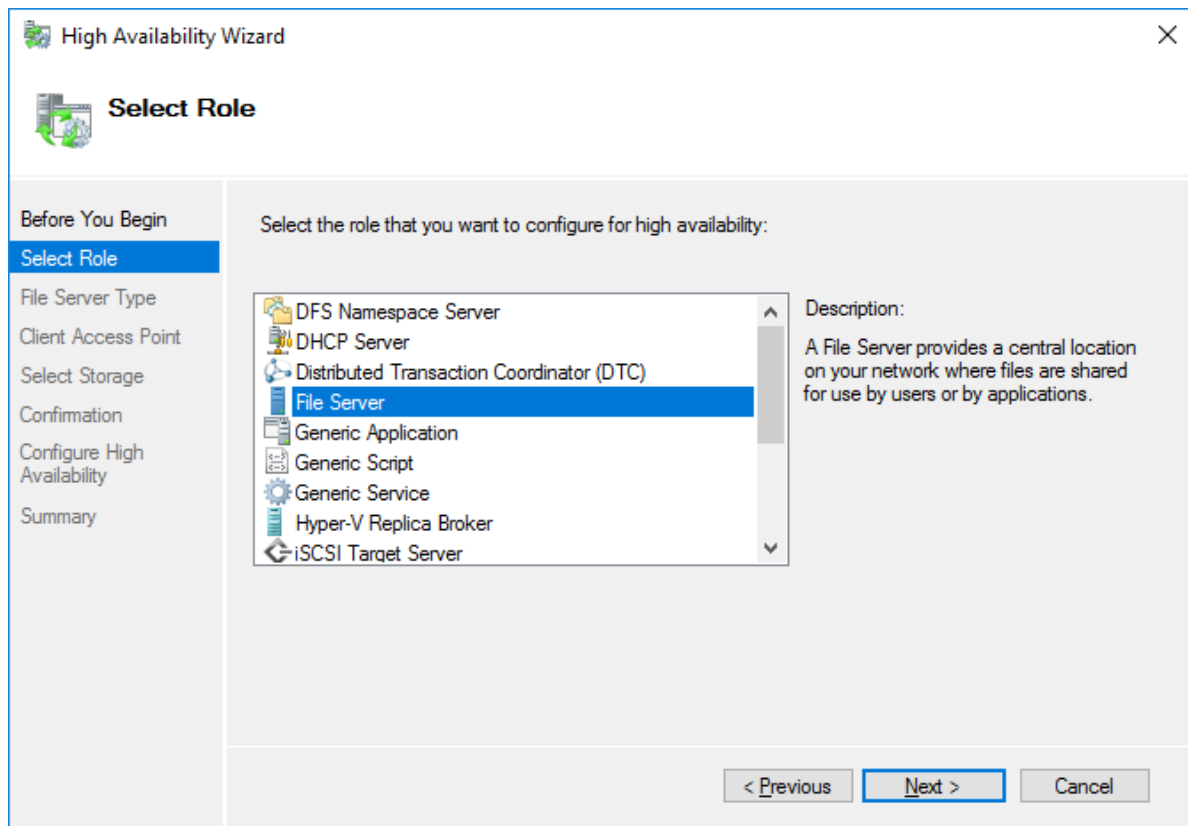 High Availability Wizard
Select Role
Before You Begin
Select Role
File Server Type
Client Access Point
Select Storage
Confirmation
Configure High
Availability
Summary
Select the role that you want to configure for high availability:
DFS Namespace Server
DHCP Server
Distributed Transaction Coordinator (DTC)
File Server
Generic Application
Generic Script
Generic Service
Hyper-V Replica Broker
iSCSI Target Server
Description:
A File Server provides a central location
on your network where files are shared
for use by users or by applications.
< Previous
Next >
Cancel